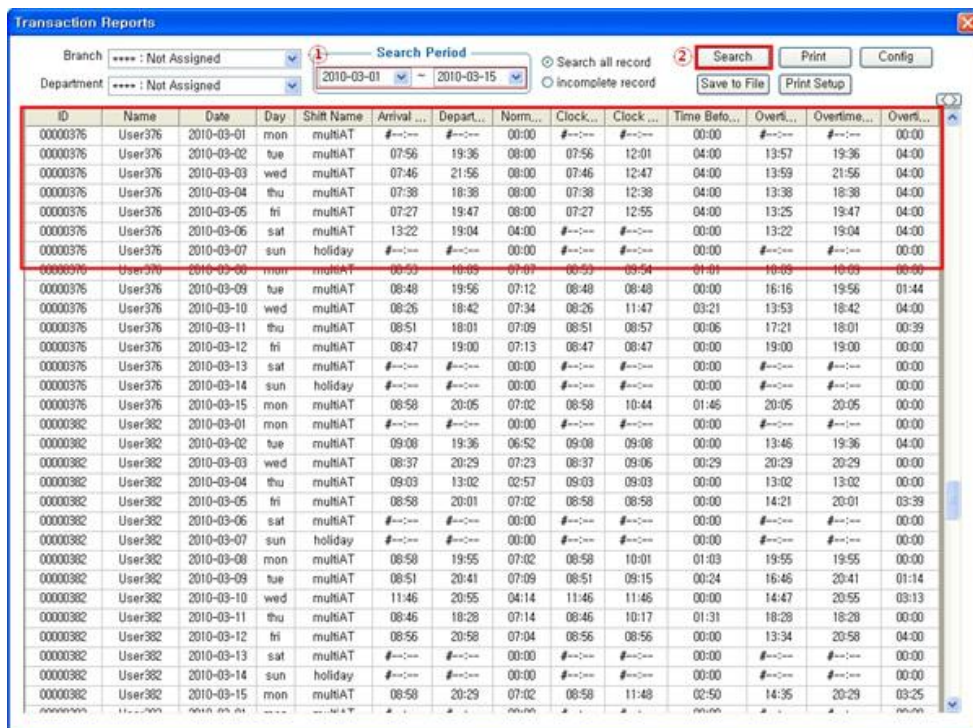 Transaction Reports
Branch **** : Not Assigned
① Search Period
Search all record
② Search Print Config
Department **** : Not Assigned
2010-03-01 ~ 2010-03-15
incomplete record
Save to File Print Setup
ID Name Date Day Shift Name Arrival ... Depart... Norm... Clock... Clock ... Time Befo... Overti... Overtime... Overti...
00000376 User376 2010-03-01 mon multiAT #--:-- #--:-- 00:00 #--:-- #--:-- 00:00 #--:-- #--:-- 00:00
00000376 User376 2010-03-02 tue multiAT 07:56 19:36 08:00 07:56 12:01 04:00 13:57 19:36 04:00
00000376 User376 2010-03-03 wed multiAT 07:46 21:56 08:00 07:46 12:47 04:00 13:59 21:56 04:00
00000376 User376 2010-03-04 thu multiAT 07:38 18:38 08:00 07:38 12:38 04:00 13:38 18:38 04:00
00000376 User376 2010-03-05 fri multiAT 07:27 19:47 08:00 07:27 12:55 04:00 13:25 19:47 04:00
00000376 User376 2010-03-06 sat multiAT 13:22 19:04 04:00 #--:-- #--:-- 00:00 13:22 19:04 04:00
00000376 User376 2010-03-07 sun holiday #--:-- #--:-- 00:00 #--:-- #--:-- 00:00 #--:-- #--:-- 00:00
00000376 User376 2010-03-08 mon multiAT 09:54 01:01 00:00
00000376 User376 2010-03-09 tue multiAT 08:48 19:56 07:12 08:48 08:48 00:00 16:16 19:56 01:44
00000376 User376 2010-03-10 wed multiAT 08:26 18:42 07:34 08:26 11:47 03:21 13:53 18:42 04:00
00000376 User376 2010-03-11 thu multiAT 08:51 18:01 07:09 08:51 08:57 00:06 17:21 18:01 00:39
00000376 User376 2010-03-12 fri multiAT 08:47 19:00 07:13 08:47 08:47 00:00 19:00 19:00 00:00
00000376 User376 2010-03-13 sat multiAT #--:-- #--:-- 00:00 #--:-- #--:-- 00:00 #--:-- #--:-- 00:00
00000376 User376 2010-03-14 sun holiday #--:-- #--:-- 00:00 #--:-- #--:-- 00:00 #--:-- #--:-- 00:00
00000376 User376 2010-03-15 mon multiAT 08:58 20:05 07:02 08:58 10:44 01:46 20:05 20:05 00:00
00000382 User382 2010-03-01 mon multiAT #--:-- #--:-- 00:00 #--:-- #--:-- 00:00 #--:-- #--:-- 00:00
00000382 User382 2010-03-02 tue multiAT 09:08 19:36 06:52 09:08 09:08 00:00 13:46 19:36 04:00
00000382 User382 2010-03-03 wed multiAT 08:37 20:29 07:23 08:37 09:06 00:29 20:29 20:29 00:00
00000382 User382 2010-03-04 thu multiAT 09:03 13:02 02:57 09:03 09:03 00:00 13:02 13:02 00:00
00000382 User382 2010-03-05 fri multiAT 08:58 20:01 07:02 08:58 08:58 00:00 14:21 20:01 03:39
00000382 User382 2010-03-06 sat multiAT #--:-- #--:-- 00:00 #--:-- #--:-- 00:00 #--:-- #--:-- 00:00
00000382 User382 2010-03-07 sun holiday #--:-- #--:-- 00:00 #--:-- #--:-- 00:00 #--:-- #--:-- 00:00
00000382 User382 2010-03-08 mon multiAT 08:58 19:55 07:02 08:58 10:01 01:03 19:55 19:55 00:00
00000382 User382 2010-03-09 tue multiAT 08:51 20:41 07:09 08:51 09:15 00:24 16:46 20:41 01:14
00000382 User382 2010-03-10 wed multiAT 11:46 20:55 04:14 11:46 11:46 00:00 14:47 20:55 03:13
00000382 User382 2010-03-11 thu multiAT 08:46 18:28 07:14 08:46 10:17 01:31 18:28 18:28 00:00
00000382 User382 2010-03-12 fri multiAT 08:56 20:58 07:04 08:56 08:56 00:00 13:34 20:58 04:00
00000382 User382 2010-03-13 sat multiAT #--:-- #--:-- 00:00 #--:-- #--:-- 00:00 #--:-- #--:-- 00:00
00000382 User382 2010-03-14 sun holiday #--:-- #--:-- 00:00 #--:-- #--:-- 00:00 #--:-- #--:-- 00:00
00000382 User382 2010-03-15 mon multiAT 08:58 20:29 07:02 08:58 11:48 02:50 14:35 20:29 03:25